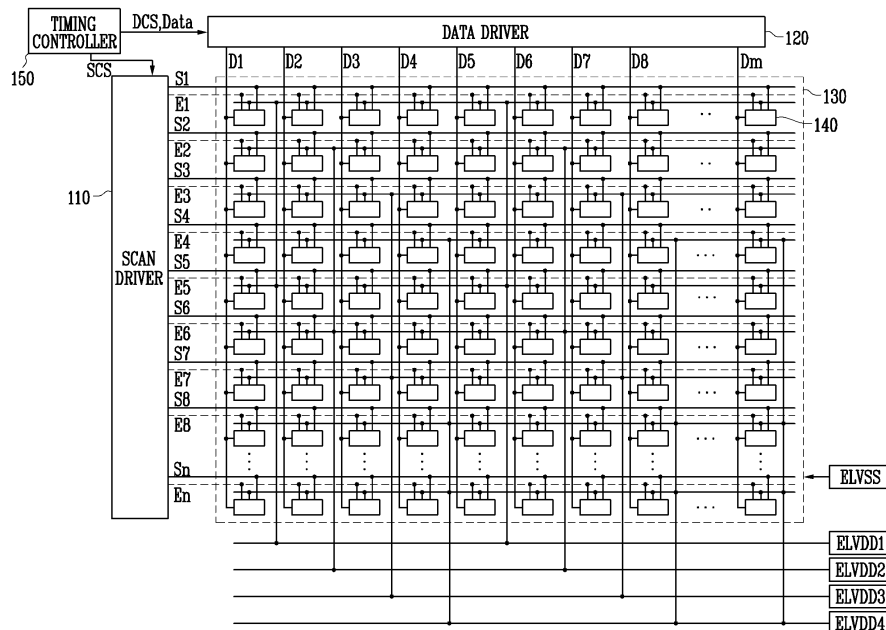 TIMING
CONTROLLER
150
DCS,Data
SCS
DATA DRIVER
120
D1 D2 D3 D4 D5 D6 D7 D8 Dm
130
140
110
SCAN
DRIVER
S1
E1
S2
E2
S3
E3
S4
E4
S5
E5
S6
E6
S7
E7
S8
E8
Sn
En
ELVSS
ELVDD1
ELVDD2
ELVDD3
ELVDD4